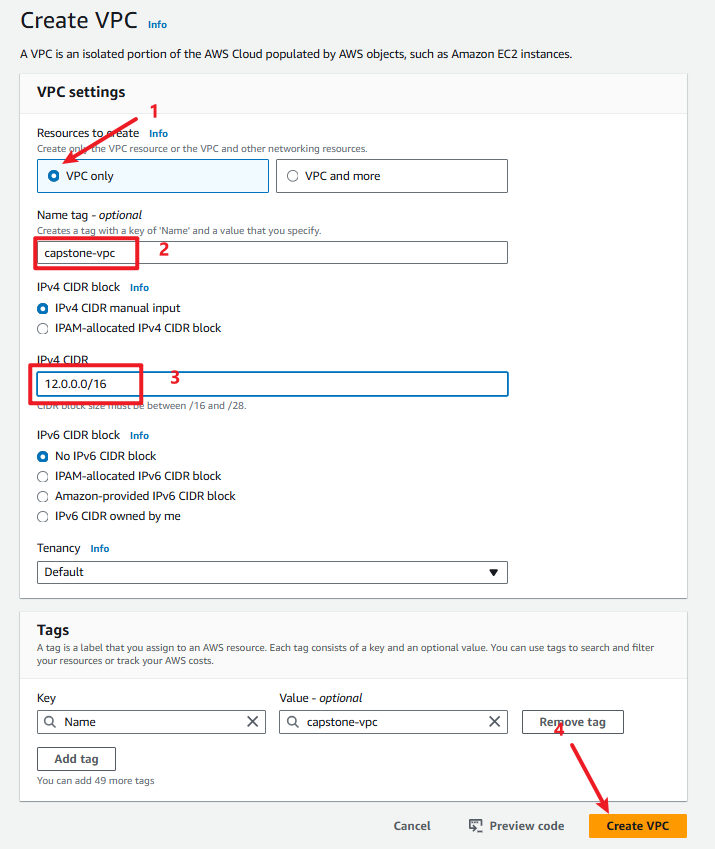 Create VPC Info
A VPC is an isolated portion of the AWS Cloud populated by AWS objects, such as Amazon EC2 instances.
VPC settings
1
Resources to create Info
Create only the VPC resource or the VPC and other networking resources.
VPC only
VPC and more
Name tag - optional
Creates a tag with a key of 'Name' and a value that you specify.
capstone-vpc
2
IPv4 CIDR block Info
IPv4 CIDR manual input
IPAM-allocated IPv4 CIDR block
IPv4 CIDR
12.0.0.0/16
3
CIDR block size must be between /16 and /28.
IPv6 CIDR block Info
No IPv6 CIDR block
IPAM-allocated IPv6 CIDR block
Amazon-provided IPv6 CIDR block
IPv6 CIDR owned by me
Tenancy Info
Default
Tags
A tag is a label that you assign to an AWS resource. Each tag consists of a key and an optional value. You can use tags to search and filter
your resources or track your AWS costs.
Key
Value - optional
Name
capstone-vpc
Remove tag
4
Add tag
You can add 49 more tags
Cancel
Preview code
Create VPC